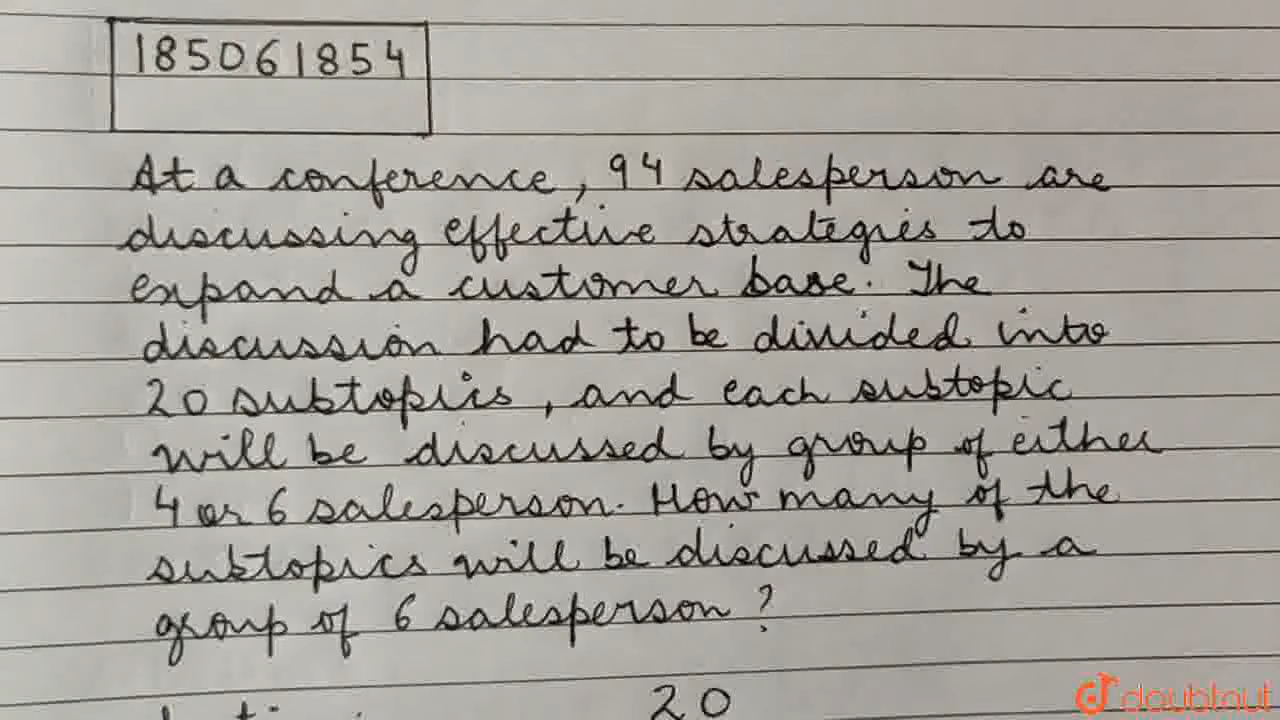 185061854
At a conference, 94 salesperson are
discussing effective strategies to
expand a customer base. The
discussion had to be divided into
20 subtopics, and each subtopic
will be discussed by group of either
4 or 6 salesperson. How many of the
subtopics will be discussed by a
group of 6 salesperson?
20
doubtnut